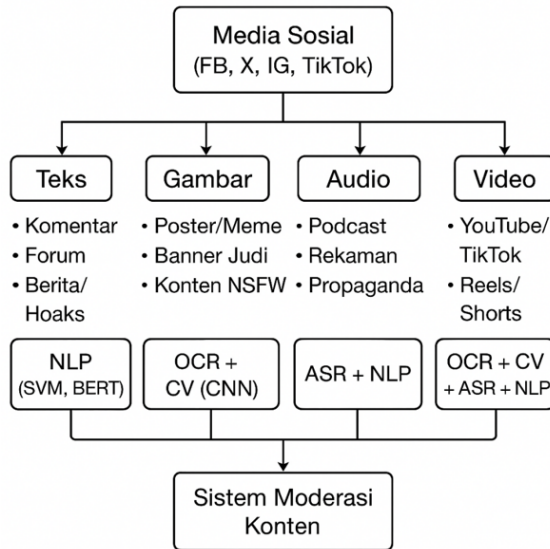 Media Sosial
(FB, X, IG, TikTok)
Teks
• Komentar
• Forum
• Berita/
Hoaks
Gambar
• Poster/Meme
• Banner Judi
• Konten NSFW
Audio
• Podcast
• Rekaman
• Propaganda
Video
• YouTube/
TikTok
• Reels/
Shorts
NLP
(SVM, BERT)
OCR +
CV (CNN)
ASR + NLP
OCR + CV
+ ASR + NLP
Sistem Moderasi
Konten